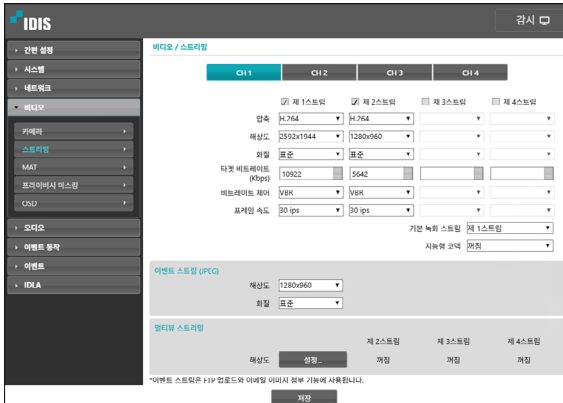 IDIS
감시
간편 설정
시스템
네트워크
비디오
카메라
스트리밍
MAT
프라이버시 마스킹
OSD
오디오
이벤트 동작
이벤트
IDLA
비디오 / 스트리밍
CH 1 CH 2 CH 3 CH 4
제 1스트림 제 2스트림 제 3스트림 제 4스트림
압축 H.264 H.264
해상도 2592x1944 1280x960
화질 표준 표준
타겟 비트레이트
(Kbps) 10922 5642
비트레이트 제어 VBR VBR
프레임 속도 30 ips 30 ips
기본 녹화 스트림 제 1스트림
지능형 코덱 꺼짐
이벤트 스트림 (JPEG)
해상도 1280x960
화질 표준
멀티뷰 스트리밍
제 2스트림 제 3스트림 제 4스트림
해상도 설정... 꺼짐 꺼짐 꺼짐
*이벤트 스트림은 FTP 업로드와 이메일 이미지 첨부 기능에 사용됩니다.
저장